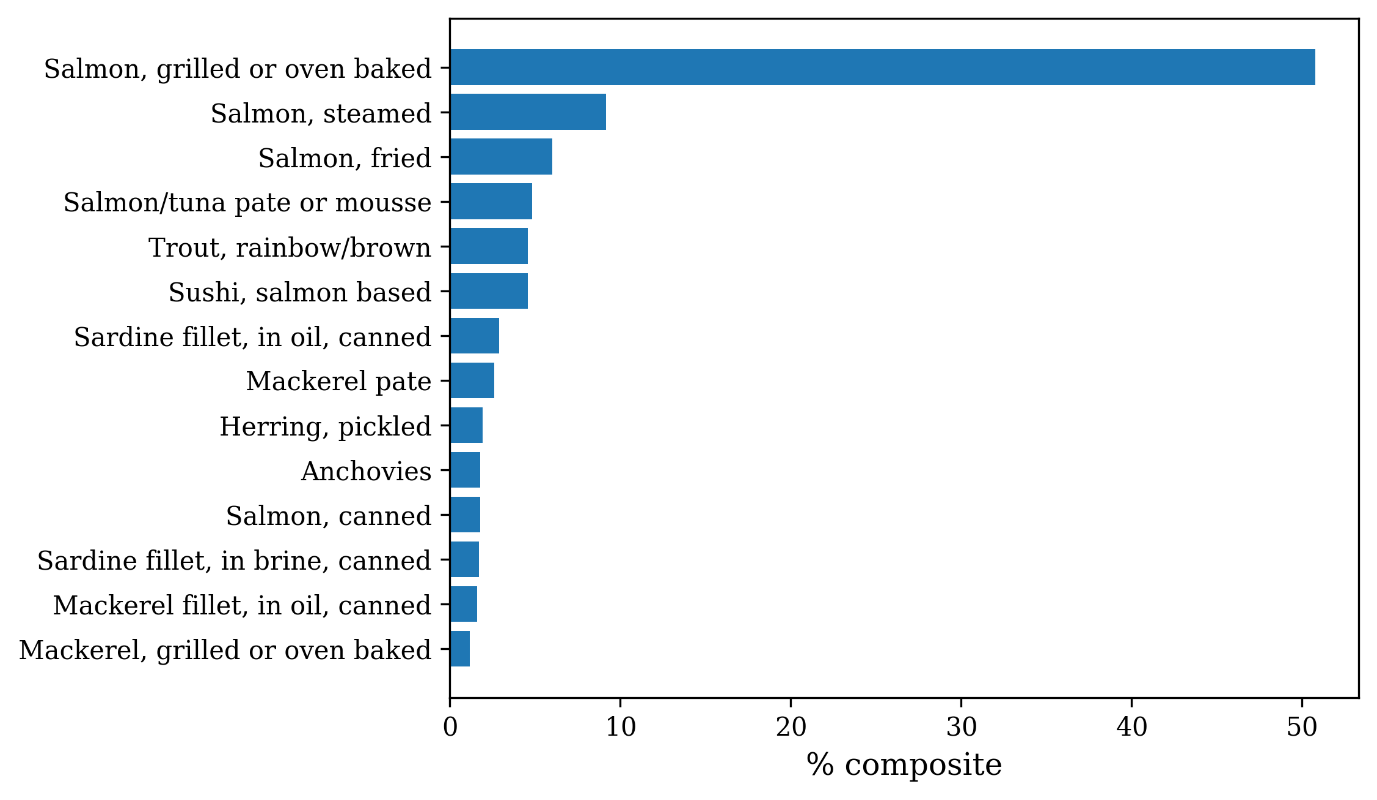 Salmon, grilled or oven baked
Salmon, steamed
Salmon, fried
Salmon/tuna pate or mousse
Trout, rainbow/brown
Sushi, salmon based
Sardine fillet, in oil, canned
Mackerel pate
Herring, pickled
Anchovies
Salmon, canned
Sardine fillet, in brine, canned
Mackerel fillet, in oil, canned
Mackerel, grilled or oven baked
0 10 20 30 40 50
% composite